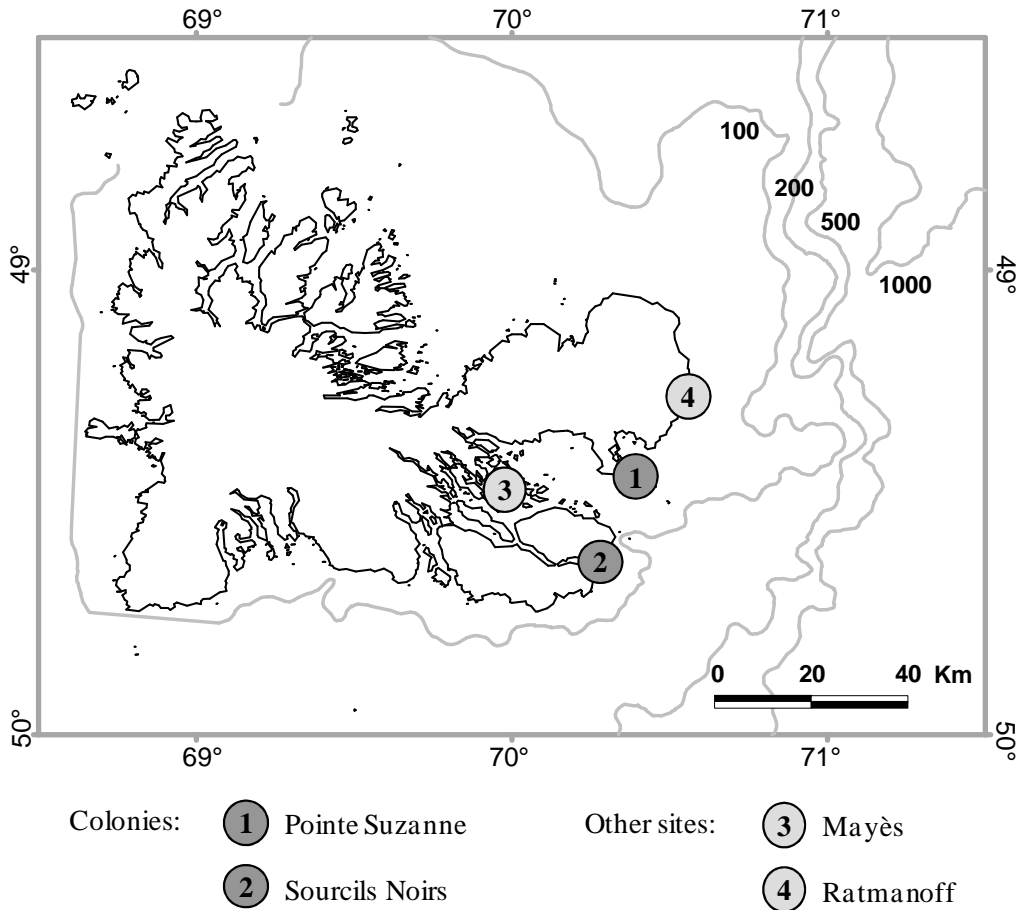 69° 70° 71°
100
200
500
49° 49°
1000
4
1
3
2
0 20 40 Km
50° 50°
69° 70° 71°
Colonies: 1 Pointe Suzanne Other sites: 3 Mayès
2 Sourcils Noirs 4 Ratmanoff